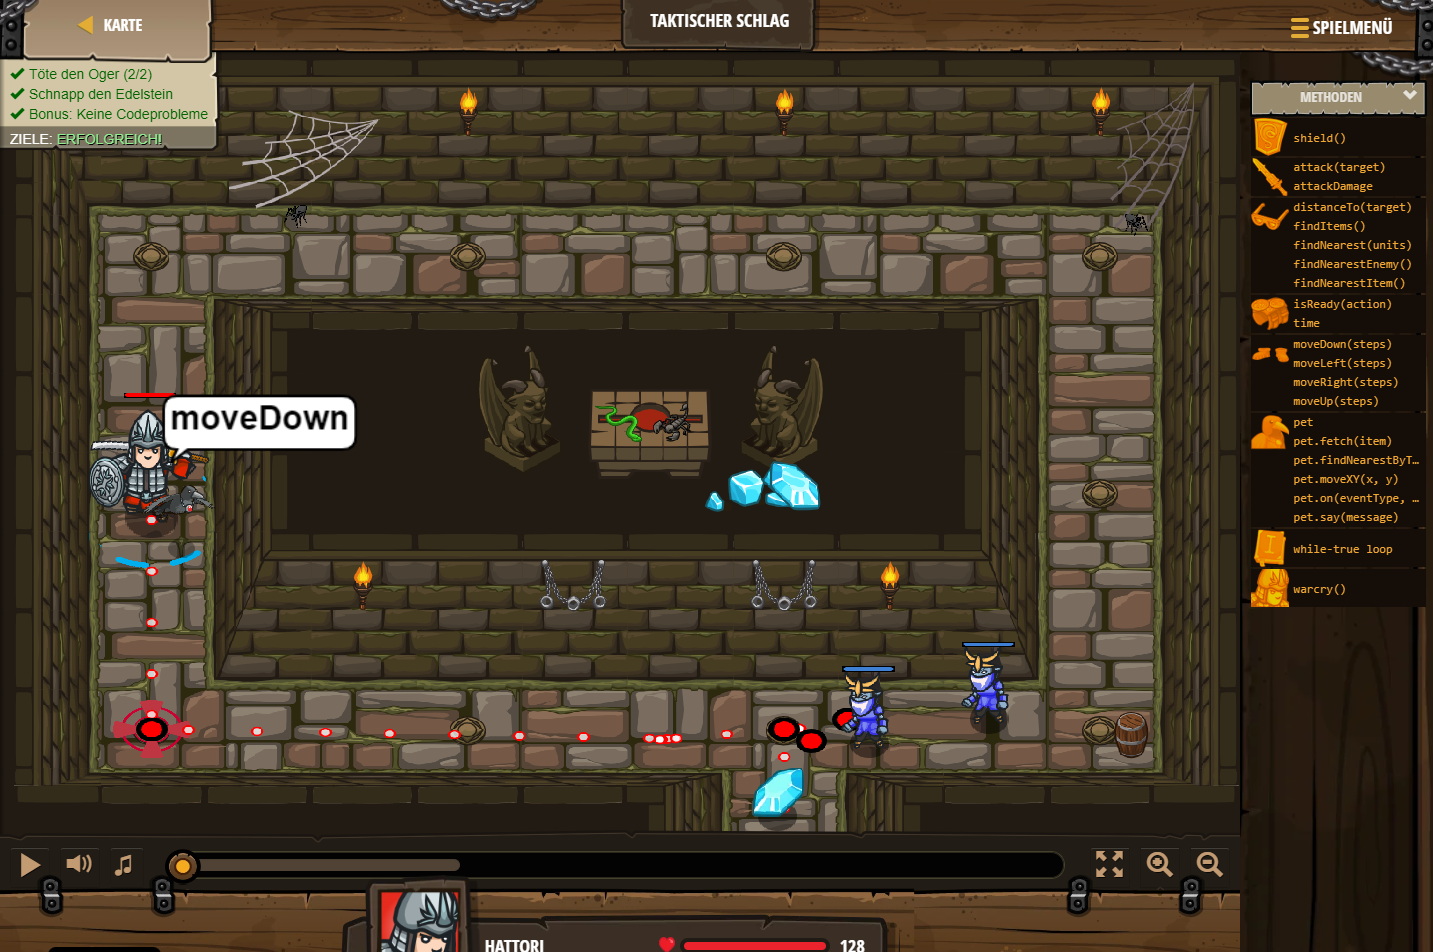 KARTE
TAKTISCHER SCHLAG
SPIELMENÜ
Töte den Oger (2/2)
Schnapp den Edelstein
Bonus: Keine Codeprobleme
ZIELE: ERFOLGREICH!
METHODEN
shield()
attack(target)
attackDamage
distanceTo(target)
findItems()
findNearest(units)
findNearestEnemy()
findNearestItem()
isReady(action)
time
moveDown(steps)
moveLeft(steps)
moveRight(steps)
moveUp(steps)
pet
pet.fetch(item)
pet.findNearestByT…
pet.moveXY(x, y)
pet.on(eventType, …
pet.say(message)
while-true loop
warcry()
moveDown
HATTORI
128